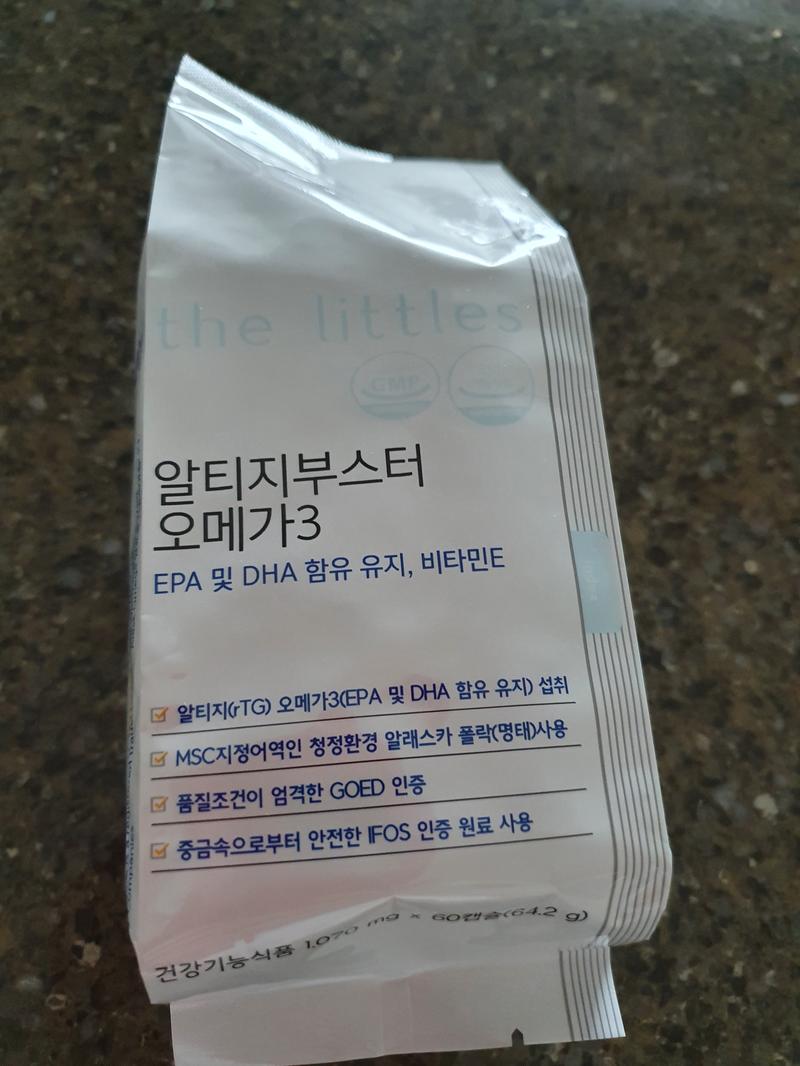 the littles
GMP
알티지부스터
오메가3
EPA 및 DHA 함유 유지, 비타민E
알티지(rTG) 오메가3(EPA 및 DHA 함유 유지) 섭취
MSC지정어역인 청정환경 알래스카 폴락(명태)사용
품질조건이 엄격한 GOED 인증
중금속으로부터 안전한 IFOS 인증 원료 사용
건강기능식품 1,070 mg x 60캡슐(64.2 g)